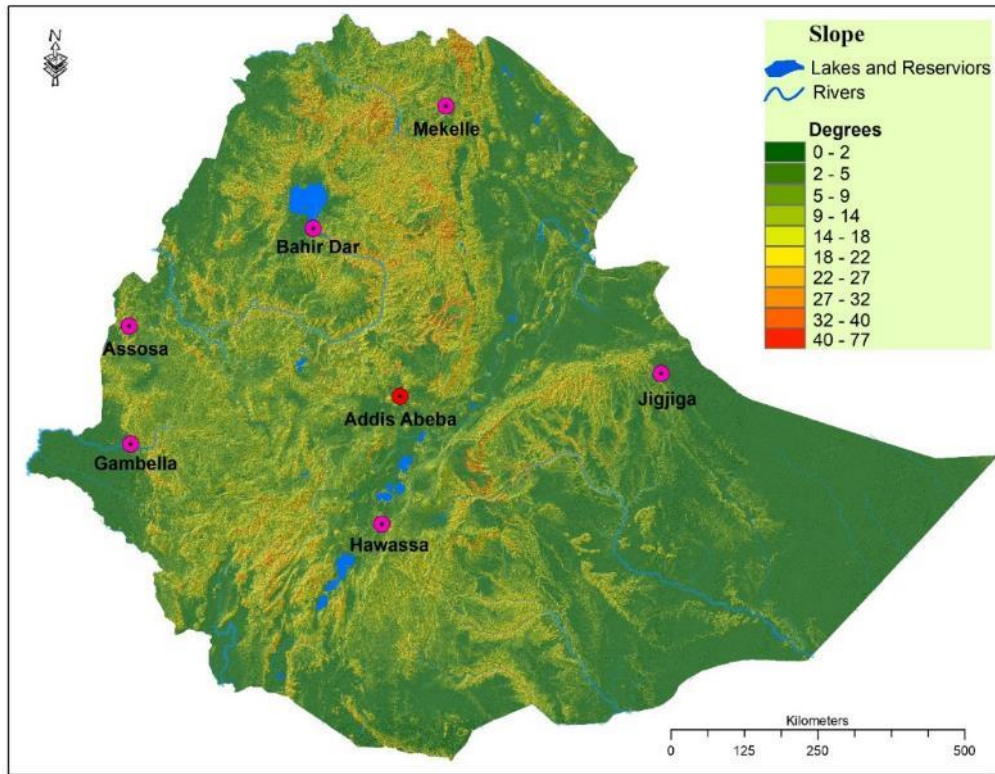 N
Slope
Lakes and Reserviors
Rivers
Degrees
0 - 2
2 - 5
5 - 9
9 - 14
14 - 18
18 - 22
22 - 27
27 - 32
32 - 40
40 - 77
Mekelle
Bahir Dar
Assosa
Addis Abeba
Jigjiga
Gambella
Hawassa
Kilometers
0 125 250 500